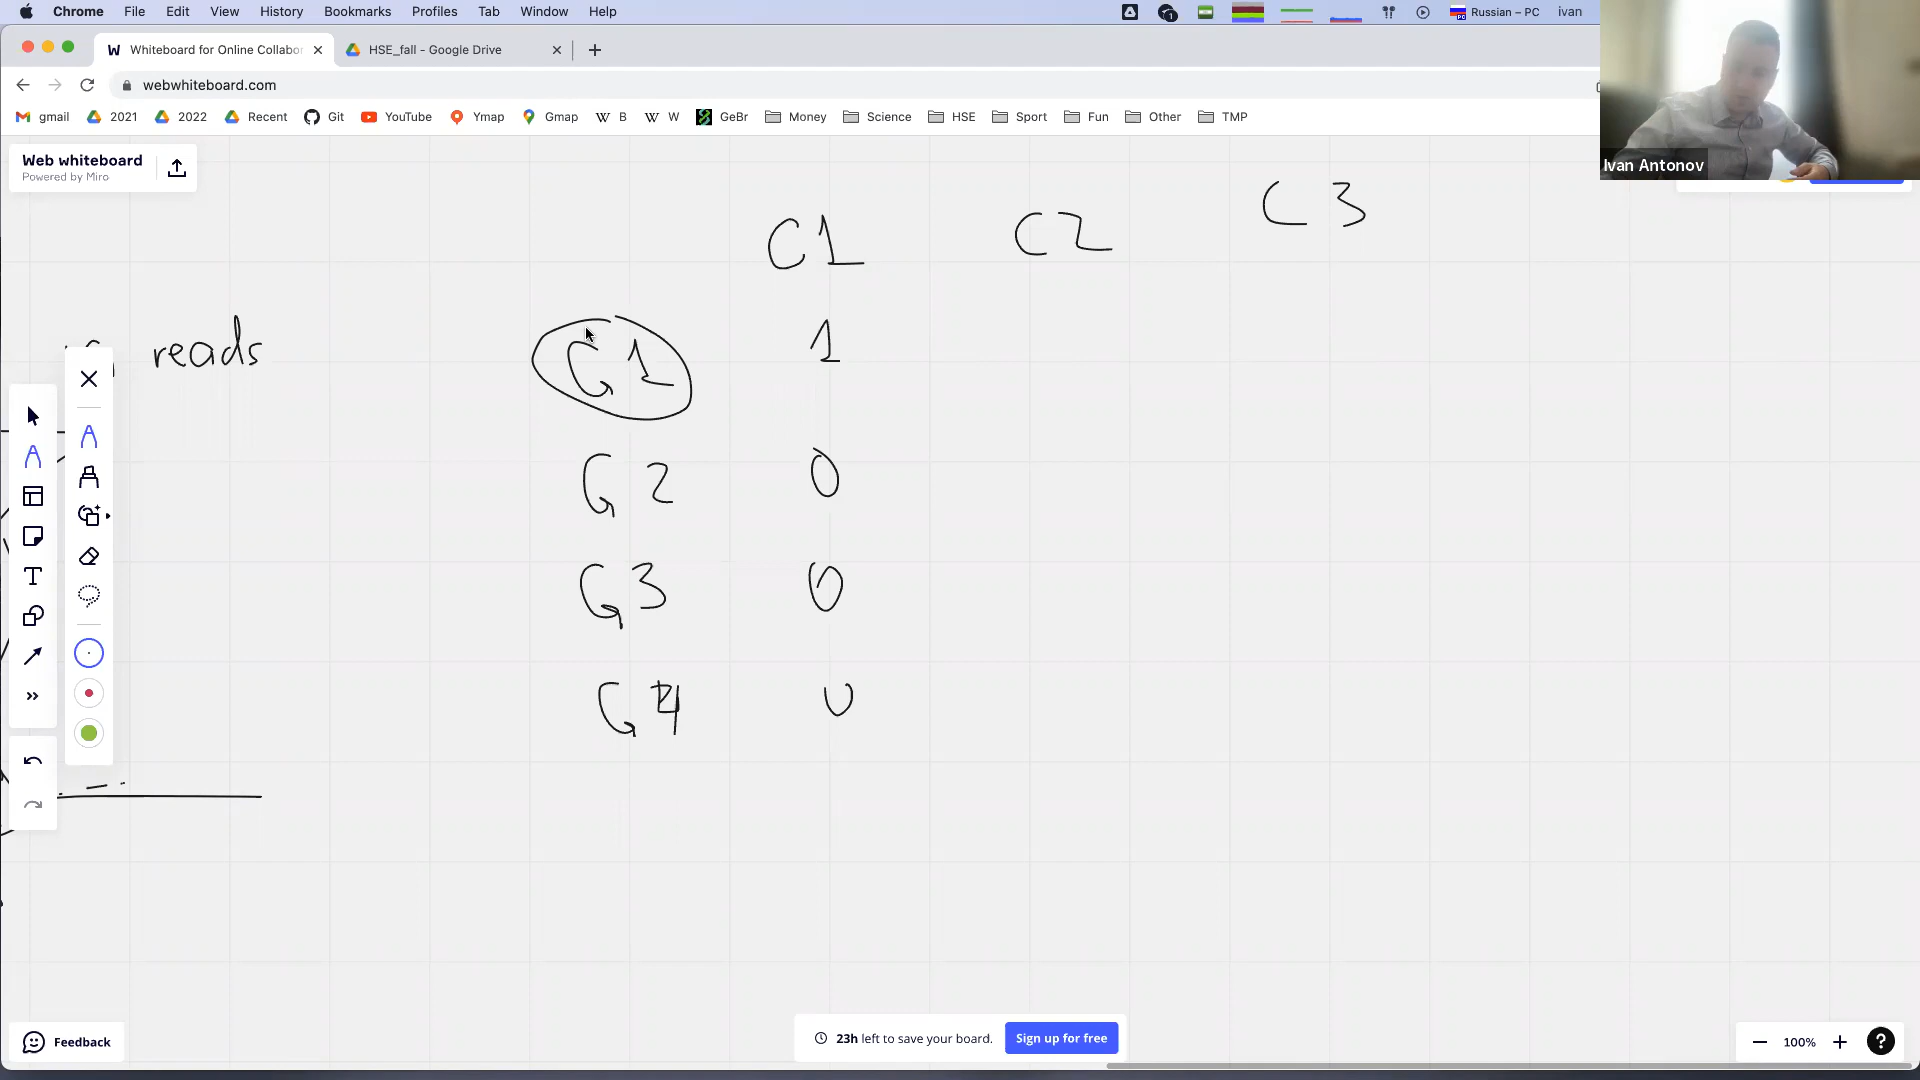 Chrome File Edit View History Bookmarks Profiles Tab Window Help
1 Russian – PC ivan
Whiteboard for Online Collabor
HSE_fall - Google Drive
webwhiteboard.com
gmail 2021 2022 Recent Git YouTube Ymap Gmap B W GeBr Money Science HSE Sport Fun Other TMP
Web whiteboard
Powered by Miro
Ivan Antonov
C1 C2 C3
reads
G1 1
G2 0
G3 0
G4 0
Feedback
23h left to save your board. Sign up for free
100%